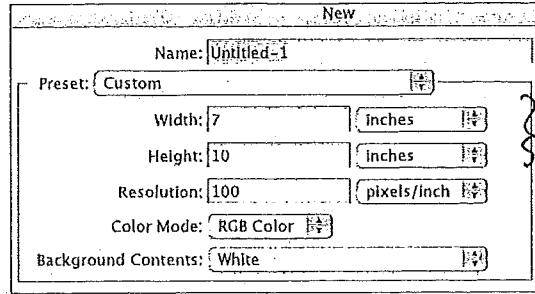 New
Name: Untitled-1
Preset: Custom
Width: 7 inches
Height: 10 inches
Resolution: 100 pixels/inch
Color Mode: RGB Color
Background Contents: White